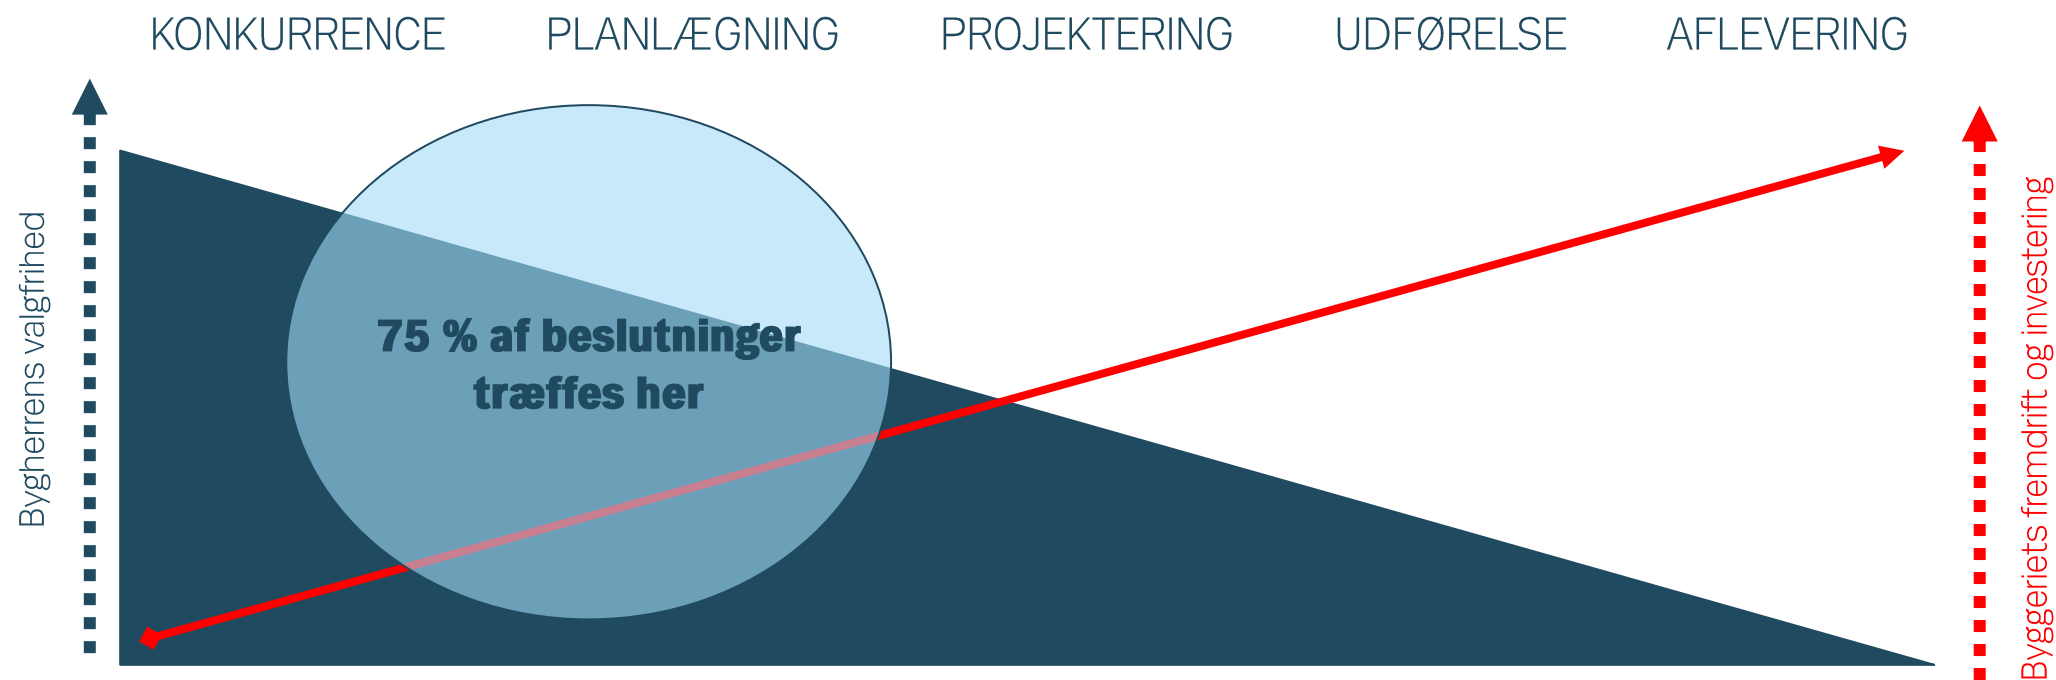 KONKURRENCE PLANLÆGNING PROJEKTERING UDFØRELSE AFLEVERING
Bygherrens valgfrihed
75 % af beslutninger
træffes her
Byggeriets fremdrift og investering